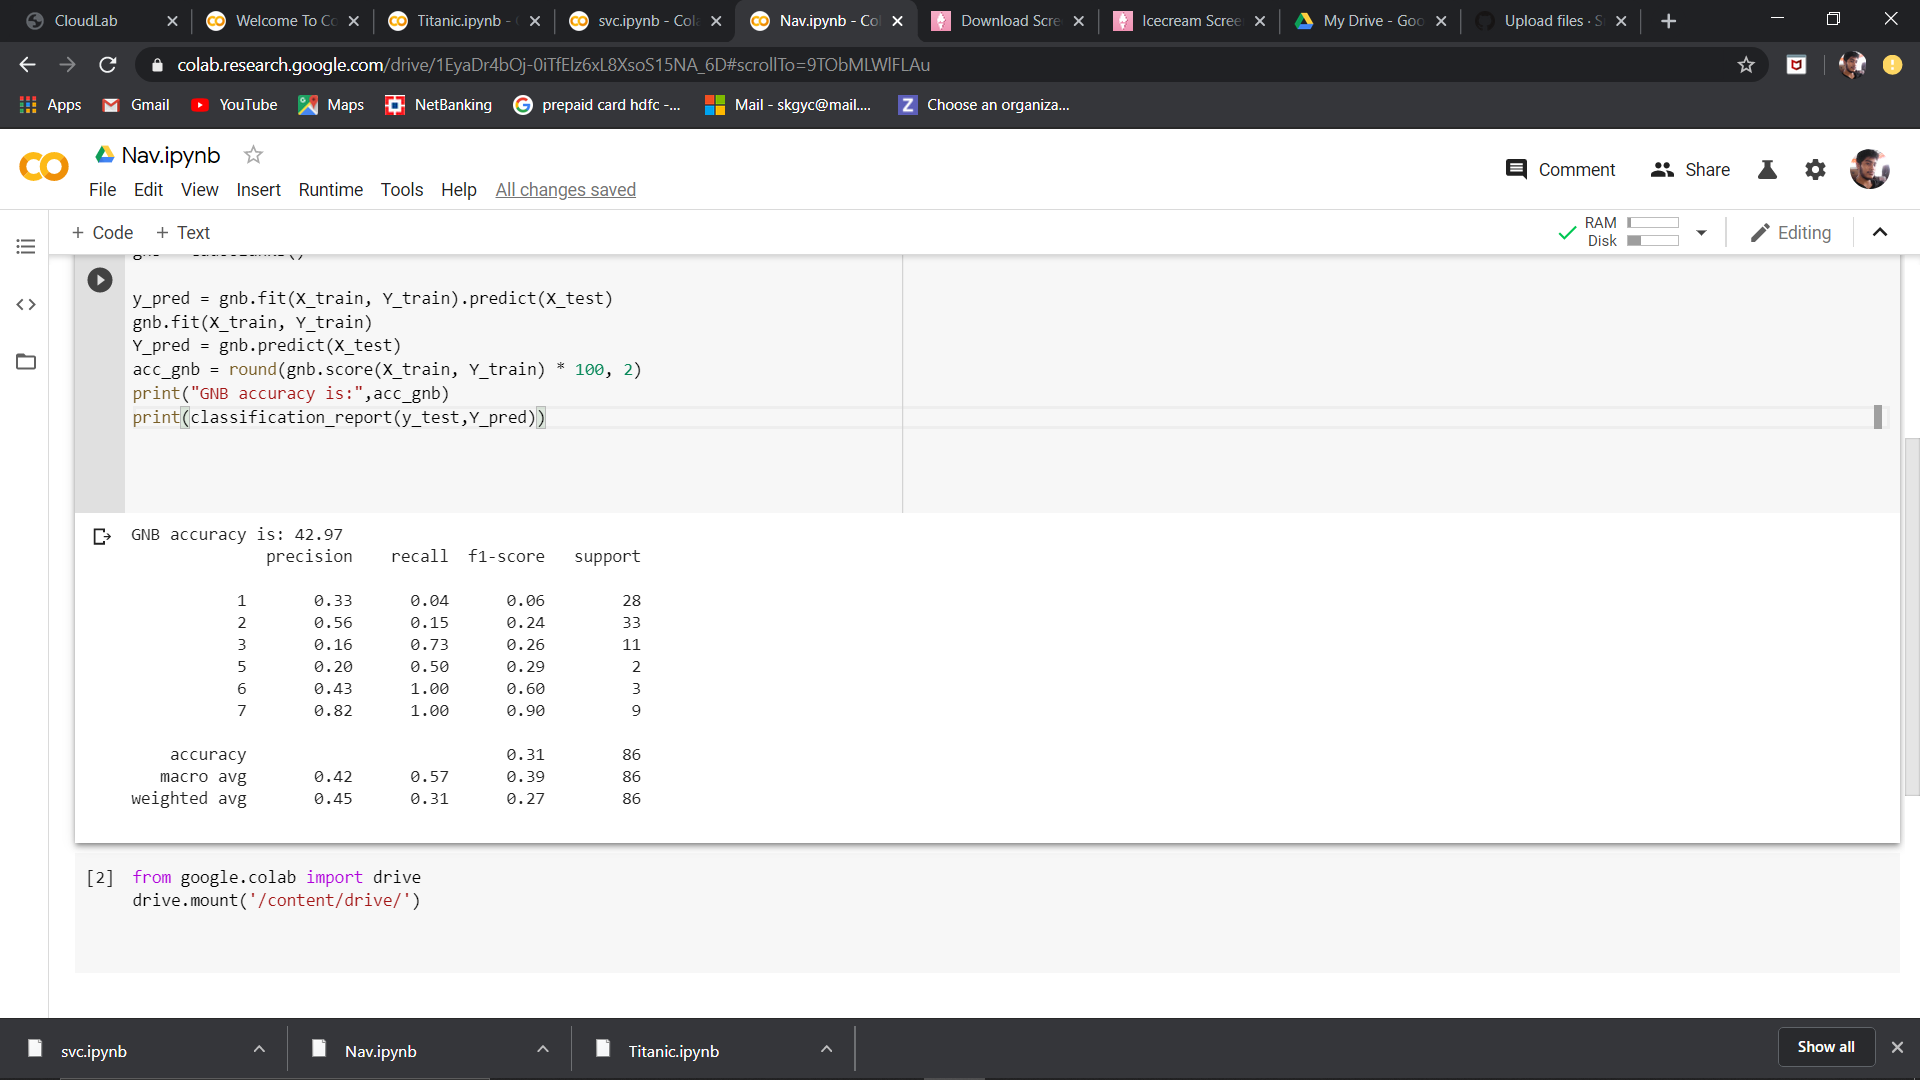 CloudLab
Welcome To Co
Titanic.ipynb -
svc.ipynb - Cola
Nav.ipynb - Co
Download Scre
Icecream Scree
My Drive - Goo
Upload files · S
colab.research.google.com/drive/1EyaDr4bOj-0iTfElz6xL8XsoS15NA_6D#scrollTo=9TObMLWlFLAu
Apps
Gmail
YouTube
Maps
NetBanking
prepaid card hdfc -...
Mail - skgyc@mail....
Choose an organiza...
Nav.ipynb
File Edit View Insert Runtime Tools Help All changes saved
Comment
Share
+ Code + Text
RAM
Disk
Editing
y_pred = gnb.fit(X_train, Y_train).predict(X_test)
gnb.fit(X_train, Y_train)
Y_pred = gnb.predict(X_test)
acc_gnb = round(gnb.score(X_train, Y_train) * 100, 2)
print("GNB accuracy is:",acc_gnb)
print(classification_report(y_test,Y_pred))
GNB accuracy is: 42.97
precision recall f1-score support
1 0.33 0.04 0.06 28
2 0.56 0.15 0.24 33
3 0.16 0.73 0.26 11
5 0.20 0.50 0.29 2
6 0.43 1.00 0.60 3
7 0.82 1.00 0.90 9
accuracy 0.31 86
macro avg 0.42 0.57 0.39 86
weighted avg 0.45 0.31 0.27 86
[2] from google.colab import drive
drive.mount('/content/drive/')
svc.ipynb
Nav.ipynb
Titanic.ipynb
Show all